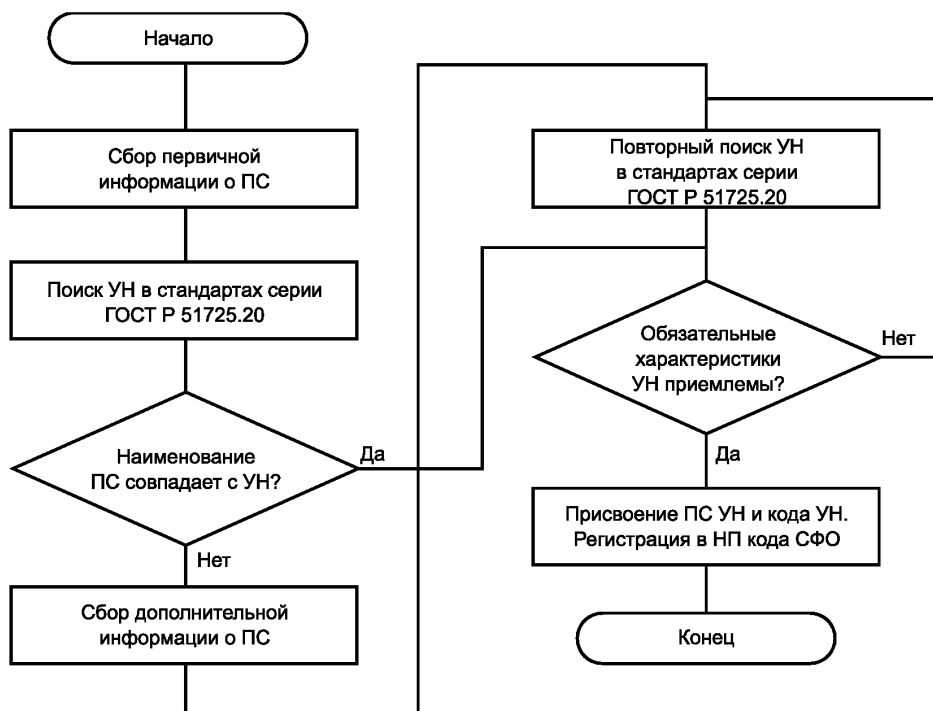 Начало
Сбор первичной
информации о ПС
Поиск УН в стандартах серии
ГОСТ Р 51725.20
Наименование
ПС совпадает с УН?
Да
Нет
Сбор дополнительной
информации о ПС
Повторный поиск УН
в стандартах серии
ГОСТ Р 51725.20
Обязательные
характеристики
УН приемлемы?
Нет
Да
Присвоение ПС УН и кода УН.
Регистрация в НП кода СФО
Конец